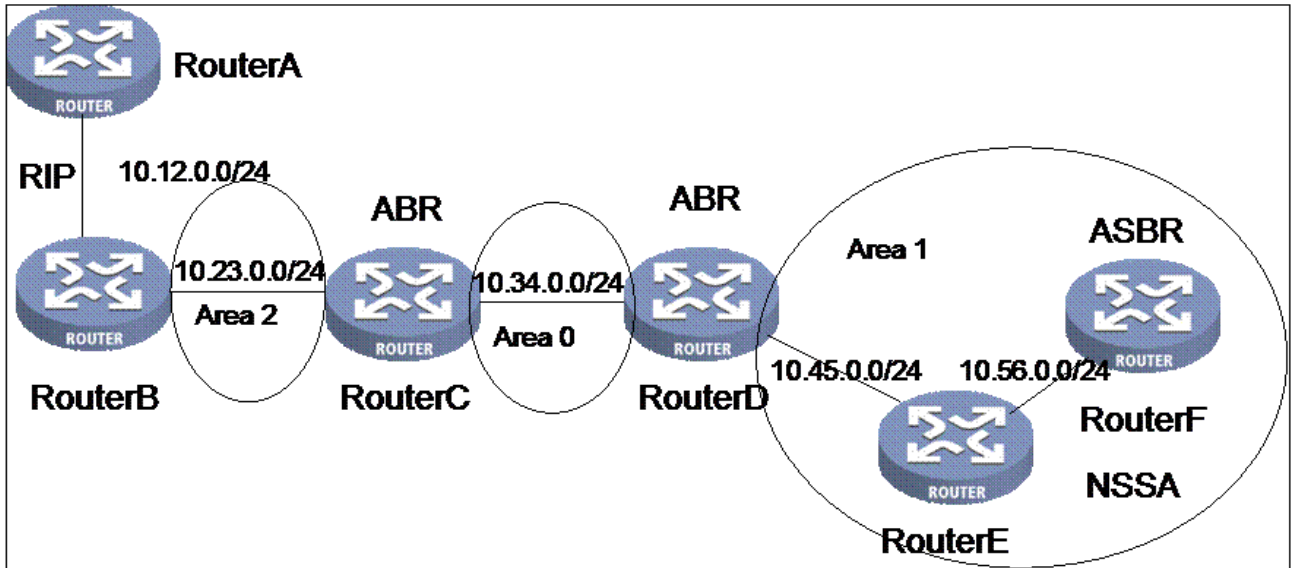 RouterA
ROUTER
RIP
10.12.0.0/24
ABR
ABR
Area 1
ASBR
10.23.0.0/24
10.34.0.0/24
Area 2
Area 0
ROUTER
ROUTER
ROUTER
ROUTER
10.45.0.0/24
10.56.0.0/24
RouterB
RouterC
RouterD
RouterF
ROUTER
NSSA
RouterE